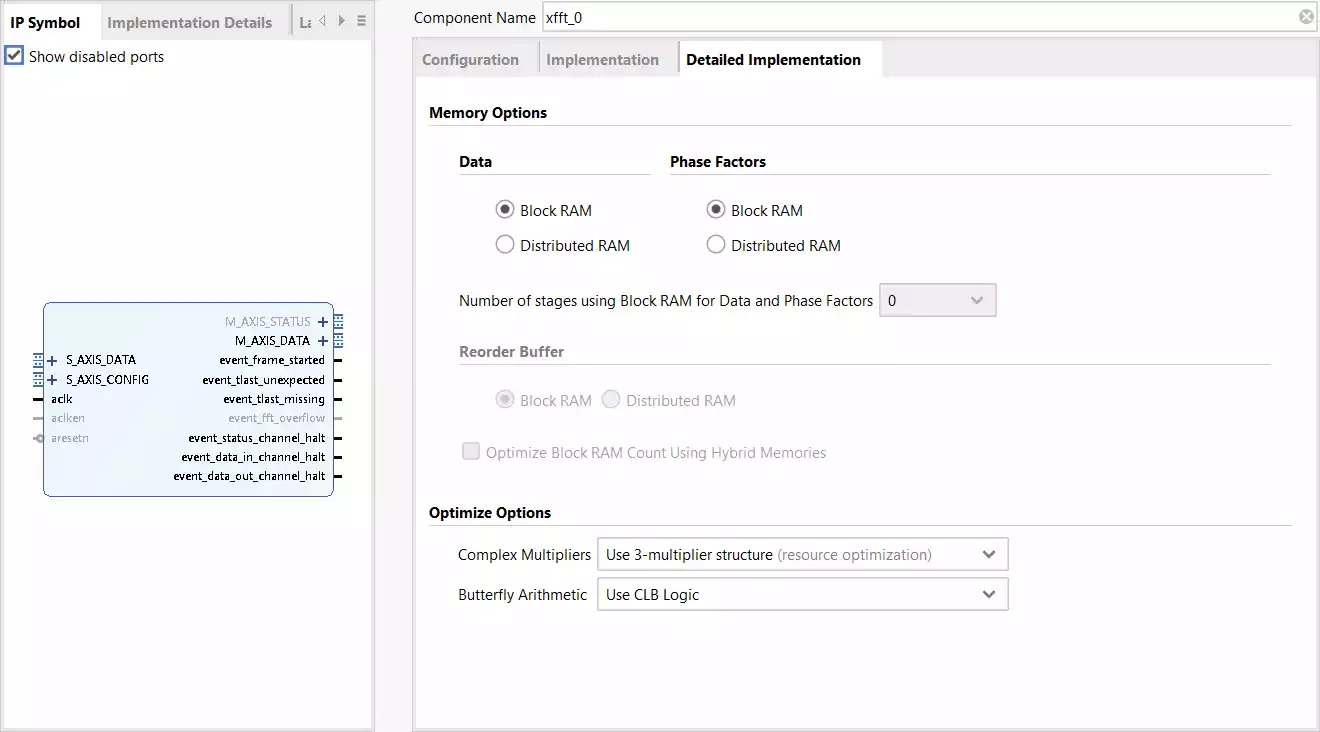 IP Symbol
Implementation Details
Show disabled ports
M_AXIS_STATUS
M_AXIS_DATA
S_AXIS_DATA
event_frame_started
S_AXIS_CONFIG
event_tlast_unexpected
aclk
event_tlast_missing
aclken
event_fft_overflow
aresetn
event_status_channel_halt
event_data_in_channel_halt
event_data_out_channel_halt
Component Name xfft_0
Configuration
Implementation
Detailed Implementation
Memory Options
Data
Phase Factors
Block RAM
Block RAM
Distributed RAM
Distributed RAM
Number of stages using Block RAM for Data and Phase Factors 0
Reorder Buffer
Block RAM Distributed RAM
Optimize Block RAM Count Using Hybrid Memories
Optimize Options
Complex Multipliers Use 3-multiplier structure (resource optimization)
Butterfly Arithmetic Use CLB Logic